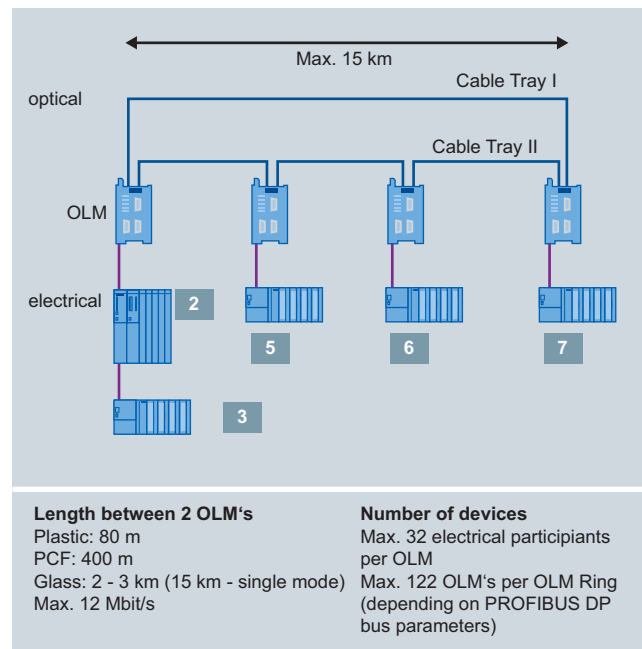 Max. 15 km
Cable Tray I
optical
Cable Tray II
OLM
electrical
2
5
6
7
3
Length between 2 OLM‘s
Plastic: 80 m
PCF: 400 m
Glass: 2 - 3 km (15 km - single mode)
Max. 12 Mbit/s
Number of devices
Max. 32 electrical participiants
per OLM
Max. 122 OLM‘s per OLM Ring
(depending on PROFIBUS DP
bus parameters)